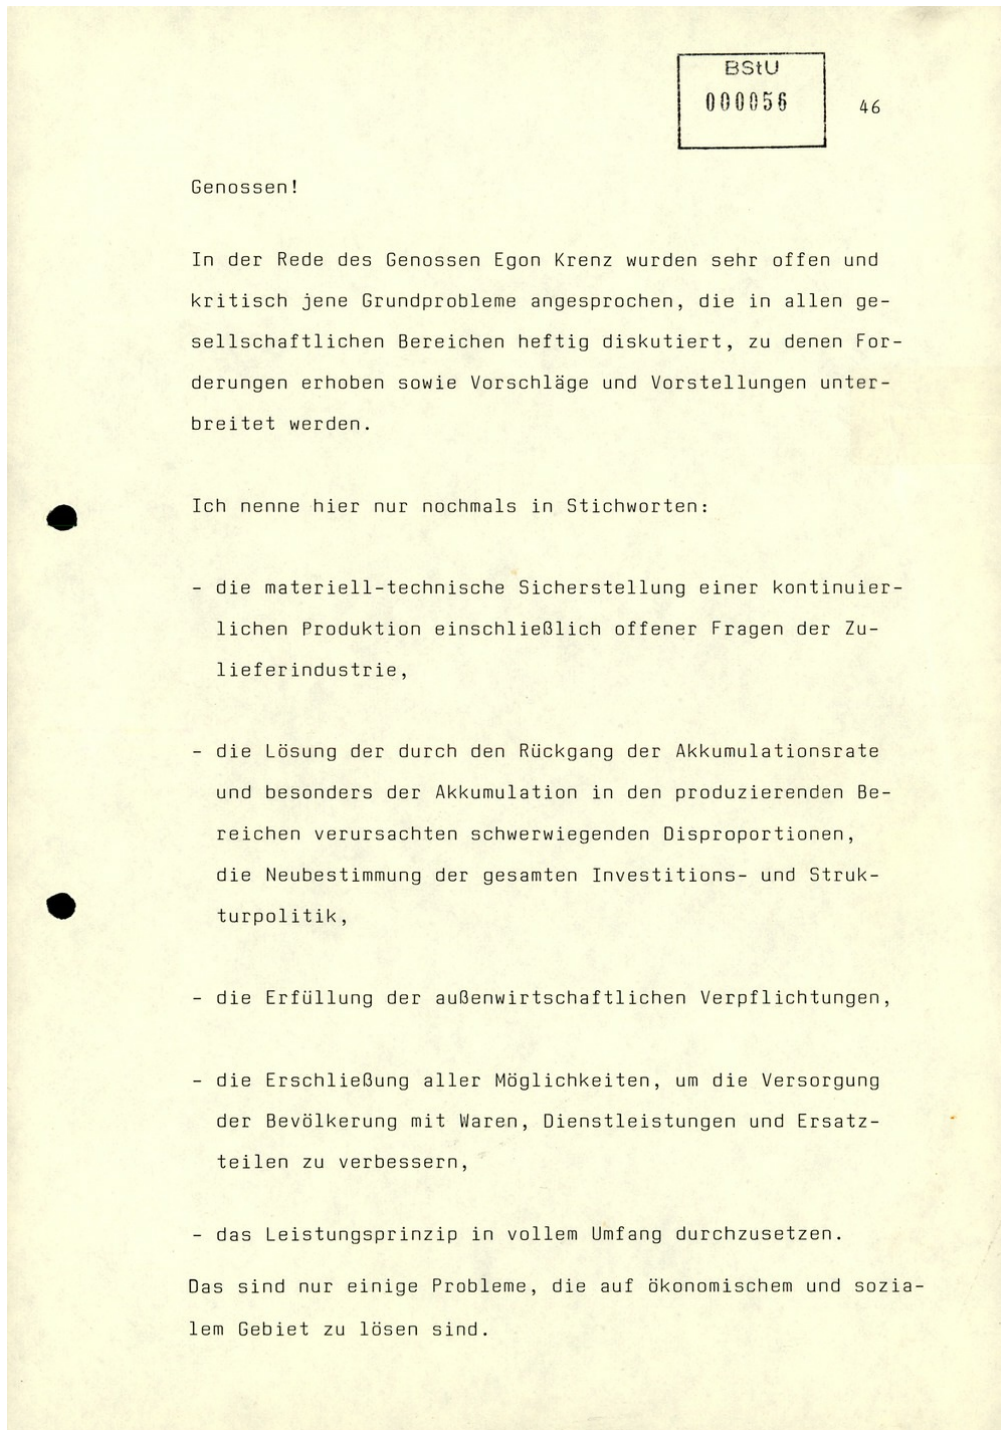 BStU
000056
46
Genossen!
In der Rede des Genossen Egon Krenz wurden sehr offen und
kritisch jene Grundprobleme angesprochen, die in allen ge-
sellschaftlichen Bereichen heftig diskutiert, zu denen For-
derungen erhoben sowie Vorschläge und Vorstellungen unter-
breitet werden.
Ich nenne hier nur nochmals in Stichworten:
- die materiell-technische Sicherstellung einer kontinuier-
lichen Produktion einschließlich offener Fragen der Zu-
lieferindustrie,
- die Lösung der durch den Rückgang der Akkumulationsrate
und besonders der Akkumulation in den produzierenden Be-
reichen verursachten schwerwiegenden Disproportionen,
die Neubestimmung der gesamten Investitions- und Struk-
turpolitik,
- die Erfüllung der außenwirtschaftlichen Verpflichtungen,
- die Erschließung aller Möglichkeiten, um die Versorgung
der Bevölkerung mit Waren, Dienstleistungen und Ersatz-
teilen zu verbessern,
- das Leistungsprinzip in vollem Umfang durchzusetzen.
Das sind nur einige Probleme, die auf ökonomischem und sozia-
lem Gebiet zu lösen sind.